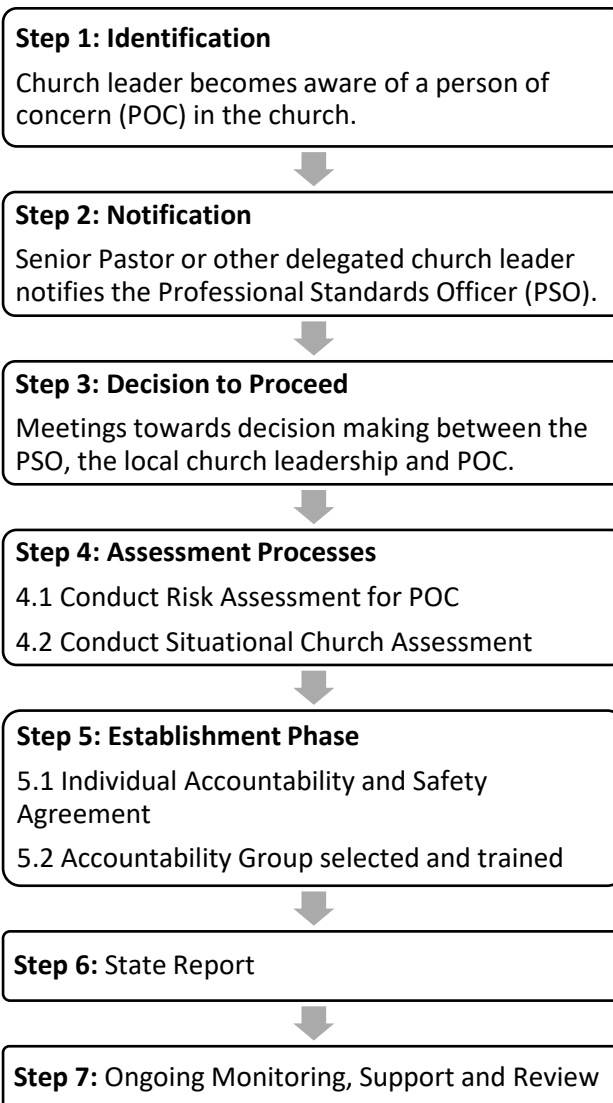 Step 1: Identification
Church leader becomes aware of a person of
concern (POC) in the church.
Step 2: Notification
Senior Pastor or other delegated church leader
notifies the Professional Standards Officer (PSO).
Step 3: Decision to Proceed
Meetings towards decision making between the
PSO, the local church leadership and POC.
Step 4: Assessment Processes
4.1 Conduct Risk Assessment for POC
4.2 Conduct Situational Church Assessment
Step 5: Establishment Phase
5.1 Individual Accountability and Safety
Agreement
5.2 Accountability Group selected and trained
Step 6: State Report
Step 7: Ongoing Monitoring, Support and Review